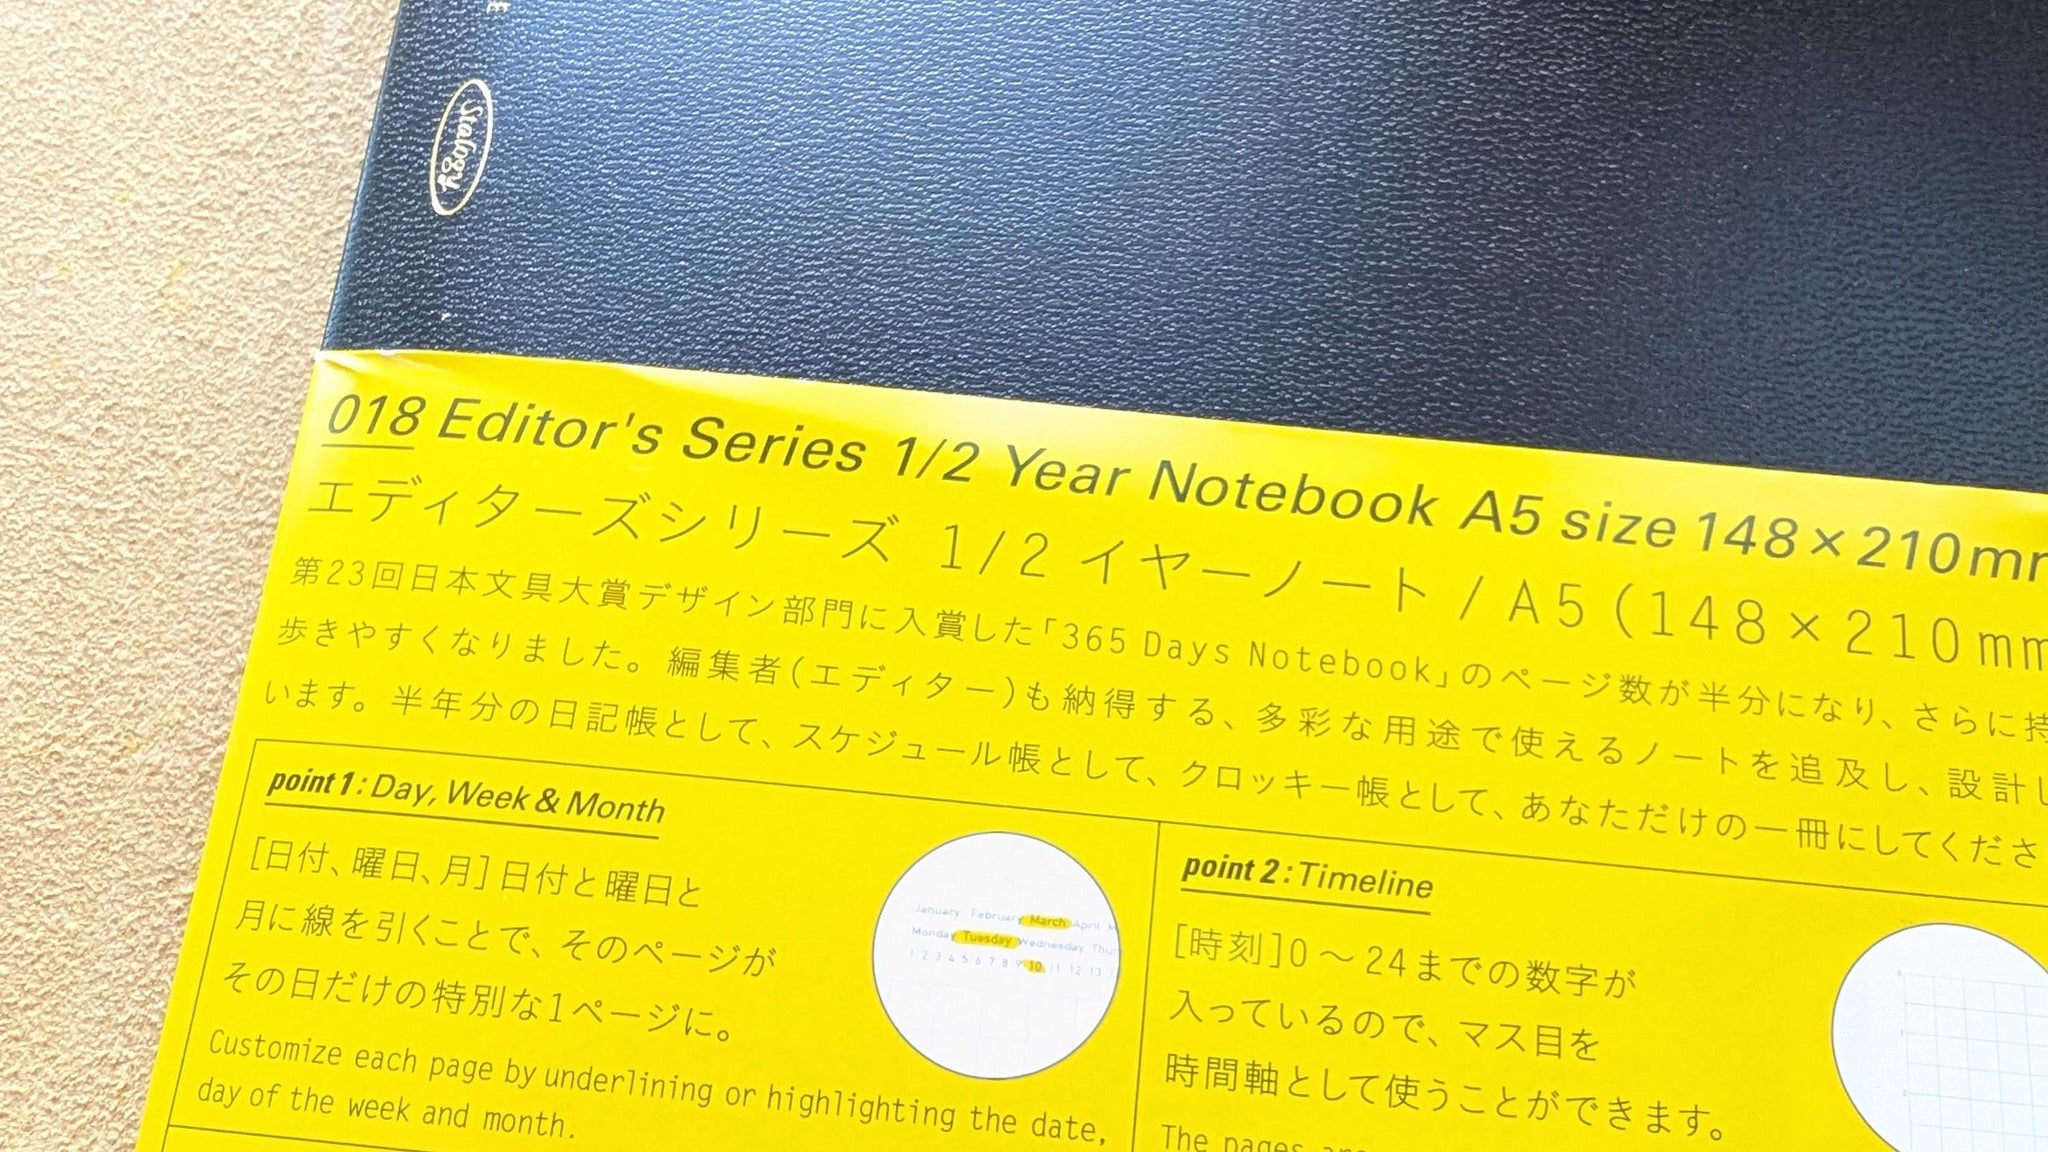 Stalogy
018 Editor's Series 1/2 Year Notebook A5 size 148×210mm
エディターズシリーズ 1/2 イヤーノート / A5 (148×210mm
第23回日本文具大賞デザイン部門に入賞した「365 Days Notebook」のページ数が半分になり、さらに持
歩きやすくなりました。編集者(エディター)も納得する、多彩な用途で使えるノートを追及し、設計し
います。半年分の日記帳として、スケジュール帳として、クロッキー帳として、あなただけの一冊にしてくださ
point 1 : Day, Week & Month
[日付、曜日、月]日付と曜日と
月に線を引くことで、そのページが
その日だけの特別な1ページに。
Customize each page by underlining or highlighting the date,
day of the week and month.
January February March April
Monday Tuesday Wednesday Thur
1 2 3 4 5 6 7 8 9 10 11 12 13
point 2 : Timeline
[時刻]0〜24までの数字が
入っているので、マス目を
時間軸として使うことができます。
The pages are